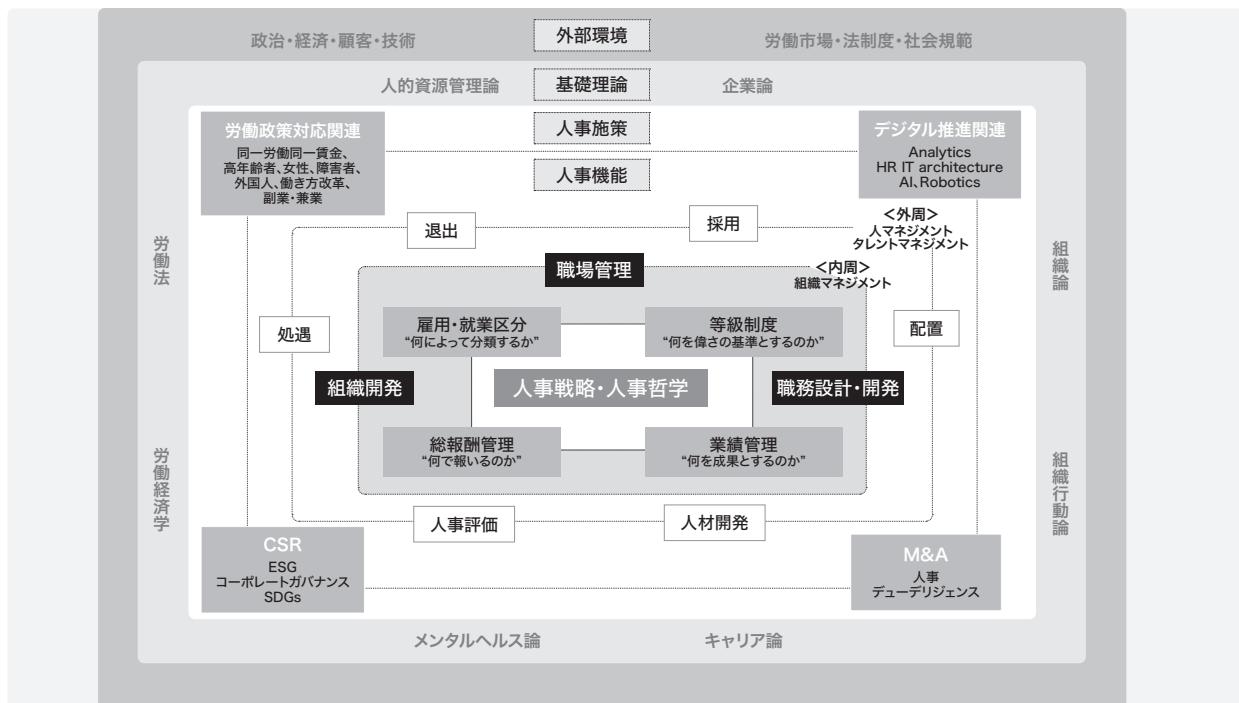 外部環境
政治・経済・顧客・技術
労働市場・法制度・社会規範
基礎理論
人的資源管理論
企業論
人事施策
人事機能
労働政策対応関連
同一労働同一賃金、
高年齢者、女性、障害者、
外国人、働き方改革、
副業・兼業
デジタル推進関連
Analytics
HR IT architecture
AI、Robotics
退出
採用
<外周>
人マネジメント
タレントマネジメント
労働法
組織論
職場管理
<内周>
組織マネジメント
処遇
雇用・就業区分
“何によって分類するか”
等級制度
“何を偉さの基準とするのか”
配置
組織開発
人事戦略・人事哲学
職務設計・開発
総報酬管理
“何で報いるのか”
業績管理
“何を成果とするのか”
労働経済学
組織行動論
人事評価
人材開発
CSR
ESG
コーポレートガバナンス
SDGs
M&A
人事
デューデリジェンス
メンタルヘルス論
キャリア論